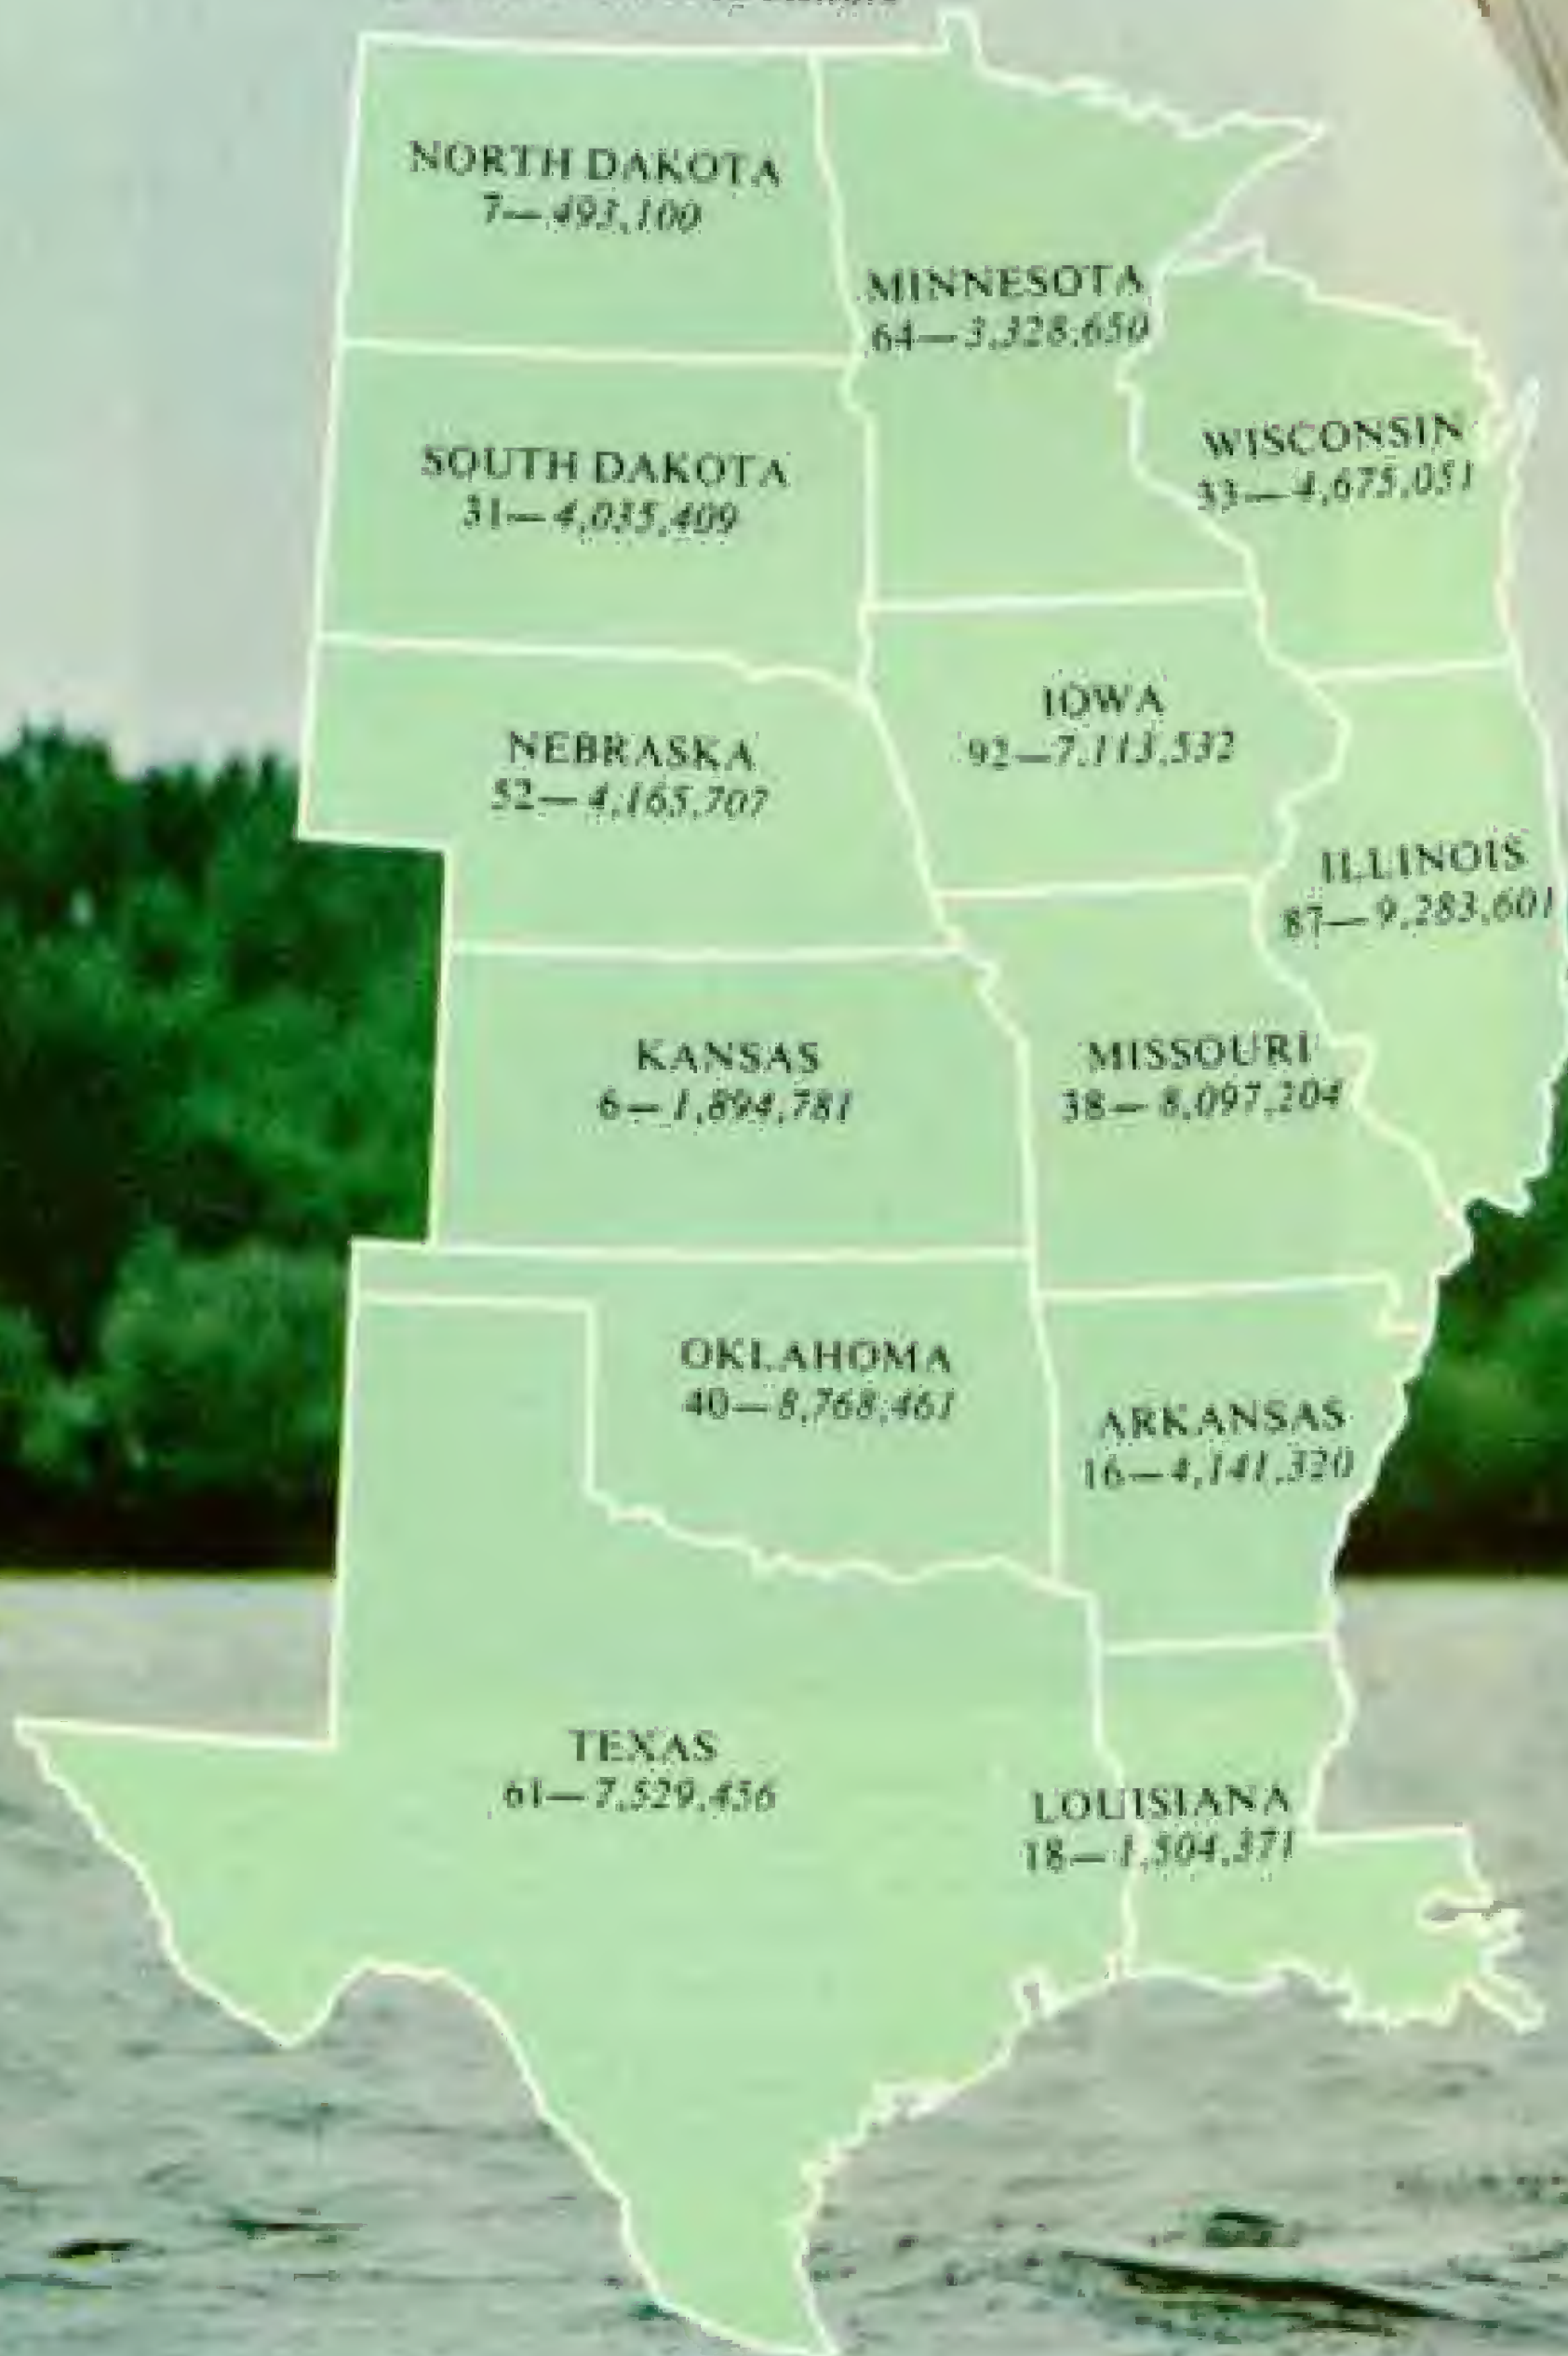 NORTH DAKOTA
7—493,100
MINNESOTA
64—3,328,650
WISCONSIN
33—4,675,051
SOUTH DAKOTA
31—4,035,409
IOWA
92—7,113,532
NEBRASKA
52—4,165,707
ILLINOIS
87—9,283,601
KANSAS
6—1,894,781
MISSOURI
38—8,097,204
OKLAHOMA
40—8,768,461
ARKANSAS
16—4,141,320
TEXAS
61—7,529,456
LOUISIANA
18—1,504,371